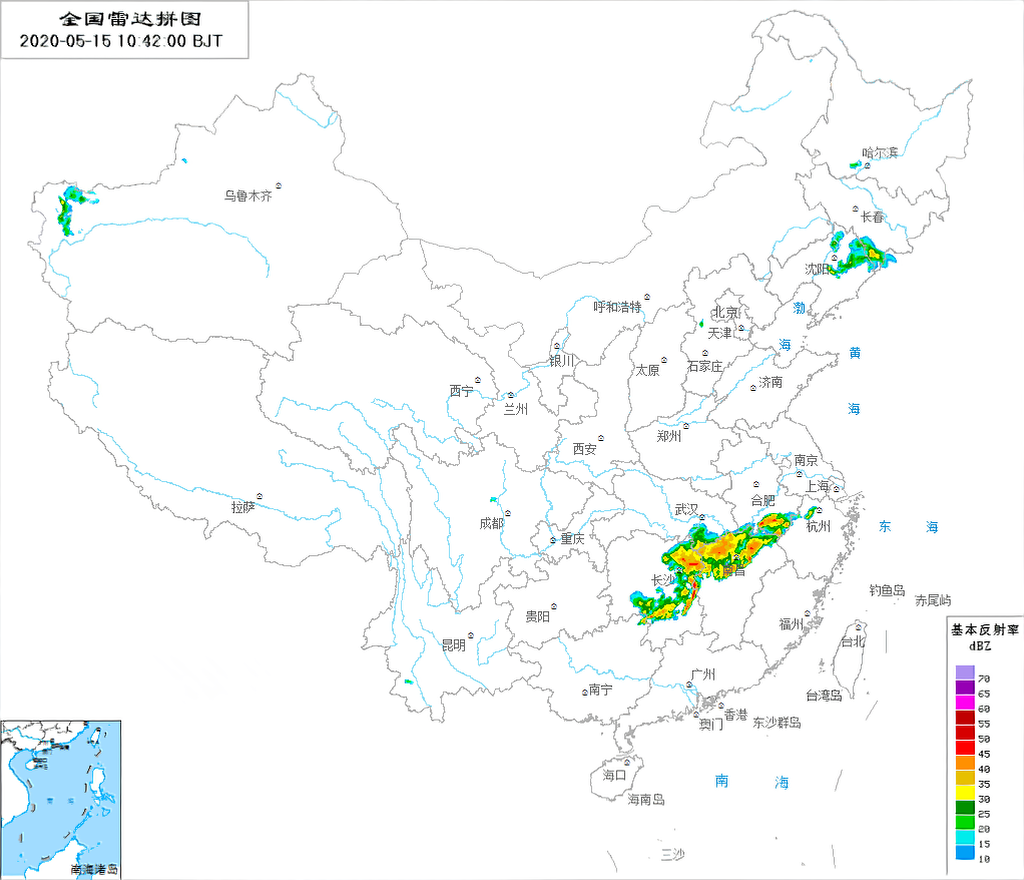 全国雷达拼图
2020-05-15 10:42:00 BJT
哈尔滨
乌鲁木齐
长春
沈阳
呼和浩特
北京
渤
天津
海
黄
银川
太原
石家庄
西宁
济南
兰州
海
郑州
西安
南京
上海
合肥
拉萨
武汉
成都
杭州
东 海
重庆
长沙
南昌
钓鱼岛
赤尾屿
贵阳
福州
昆明
台北
广州
南宁
台湾岛
香港
澳门
东沙群岛
海口
南 海
海南岛
三沙
南海诸岛
基本反射率
dBZ
70
65
60
55
50
45
40
35
30
25
20
15
10